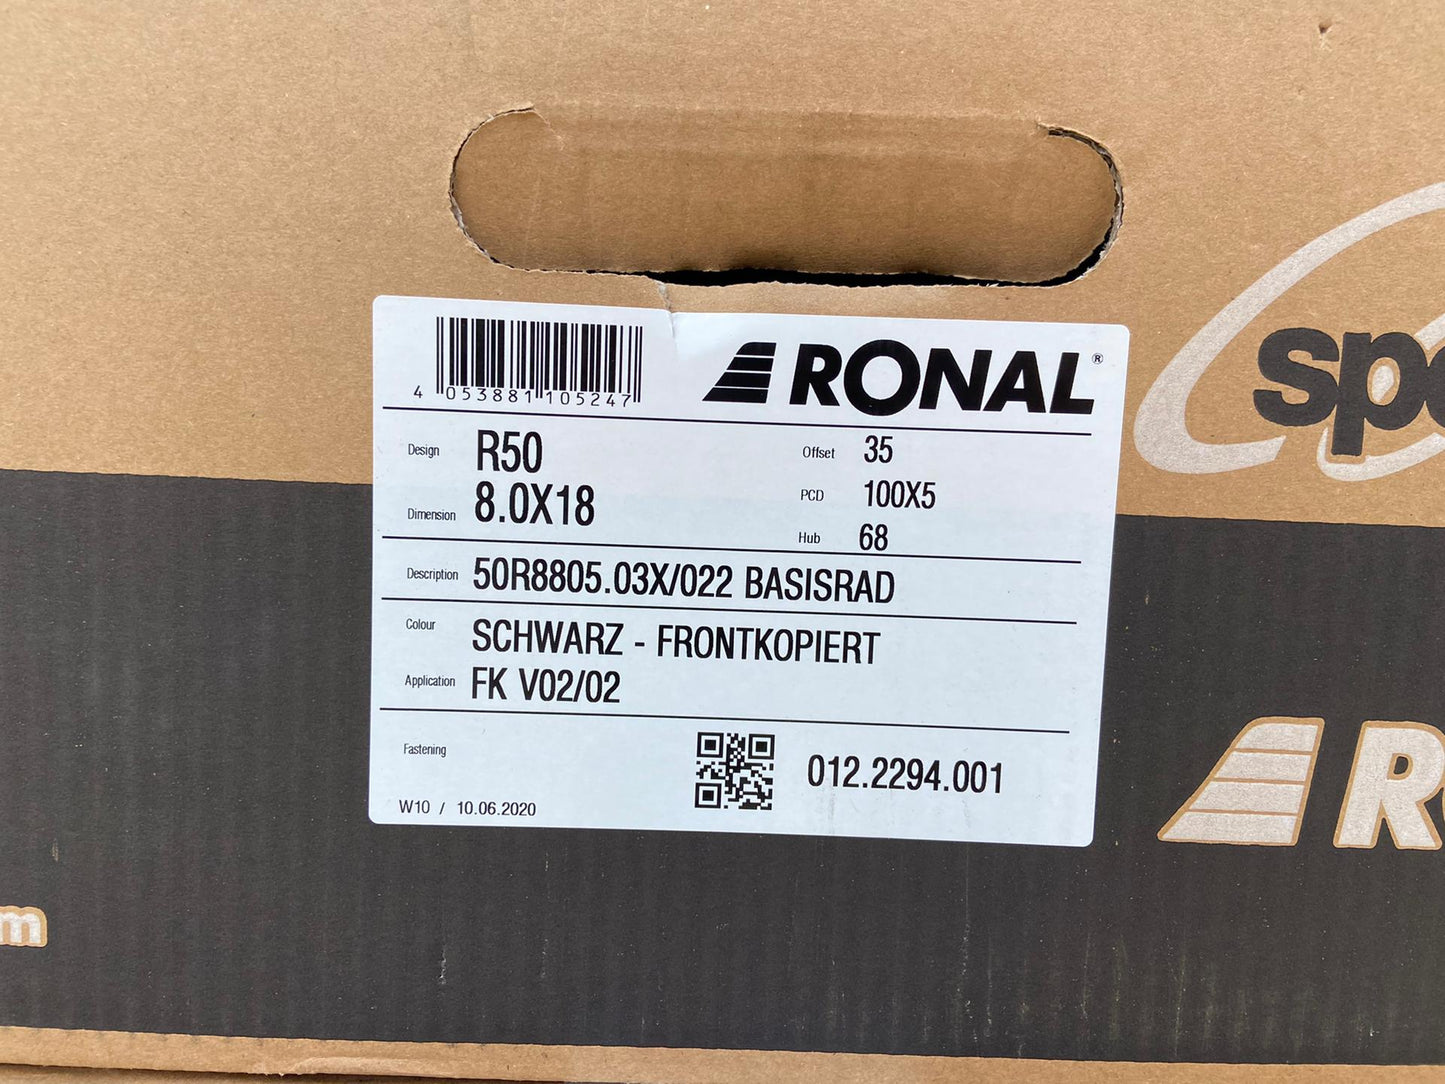 4 053881 105247
RONAL®
Design R50
Dimension 8.0X18
Offset 35
PCD 100X5
Hub 68
Description 50R8805.03X/022 BASISRAD
Colour SCHWARZ - FRONTKOPIERT
Application FK V02/02
Fastening
012.2294.001
W10 / 10.06.2020
spe
R
m